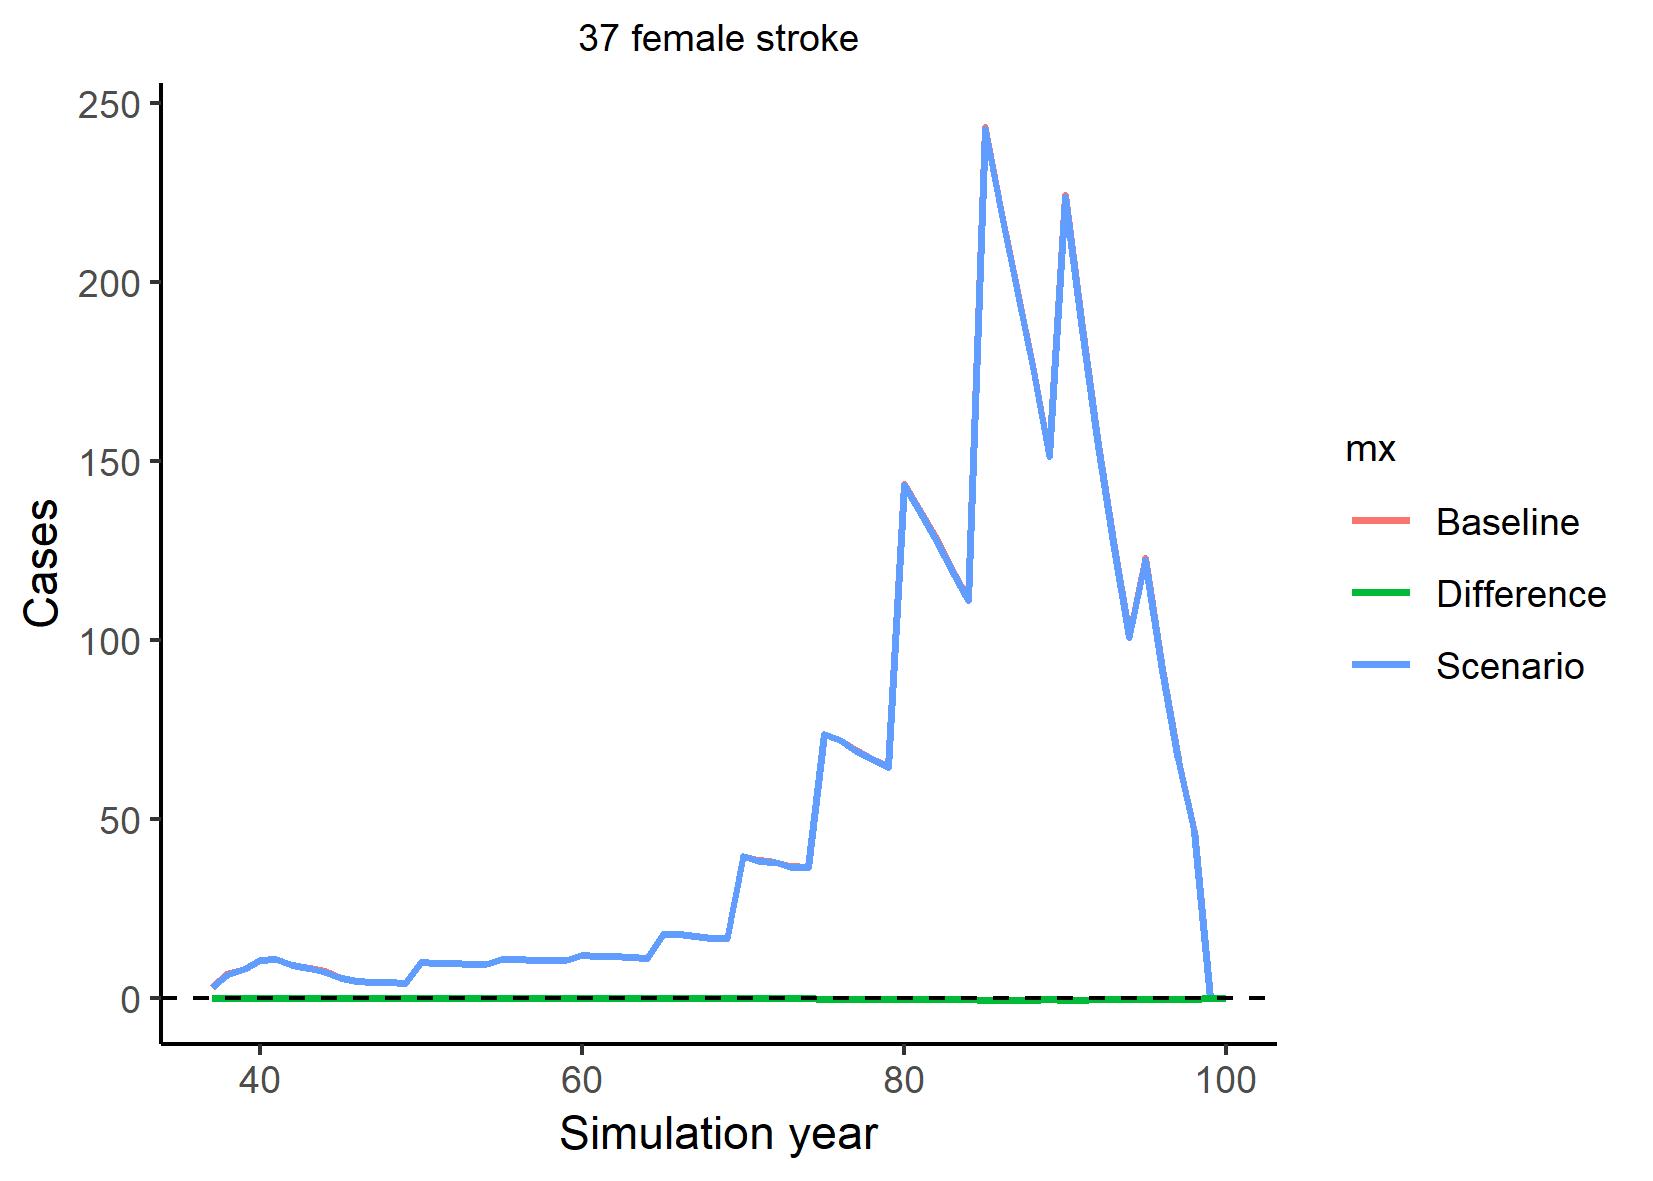 37 female stroke
250
200
150
100
50
0
Cases
40 60 80 100
Simulation year
mx
Baseline
Difference
Scenario